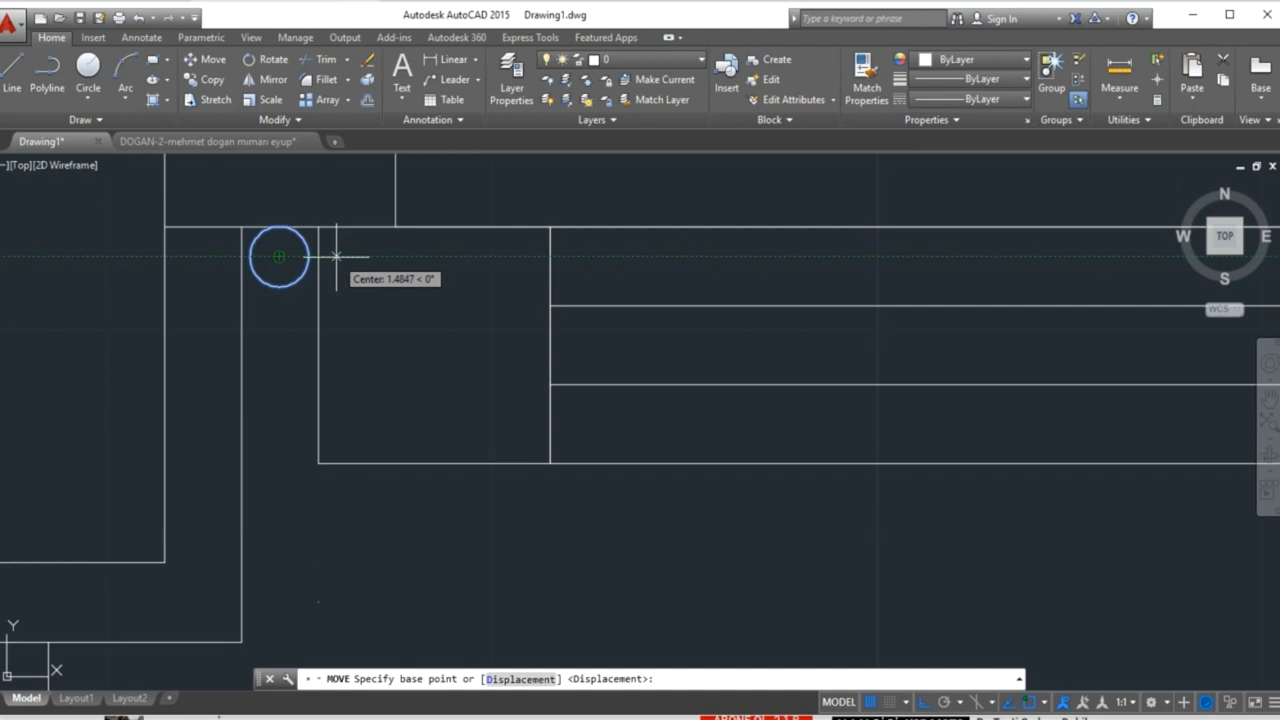 Autodesk AutoCAD 2015 Drawing1.dwg
Type a keyword or phrase
Sign In
Home Insert Annotate Parametric View Manage Output Add-ins Autodesk 360 Express Tools Featured Apps
Move Rotate Trim Linear 0 Create ByLayer
Copy Mirror Fillet Leader Make Current Edit ByLayer
Line Polyline Circle Arc Text Layer Properties Insert Match Properties Group Measure Paste Base
Stretch Scale Array Table Match Layer Edit Attributes ByLayer
Draw Modify Annotation Layers Block Properties Groups Utilities Clipboard View
Drawing1* DOGAN-2-mehmet dogan mıman eyup*
[Top][2D Wireframe]
N
W TOP E
S
WCS
Center: 1.4847 < 0°
Y
X
MOVE Specify base point or [Displacement] <Displacement>:
Model Layout1 Layout2 MODEL 1:1